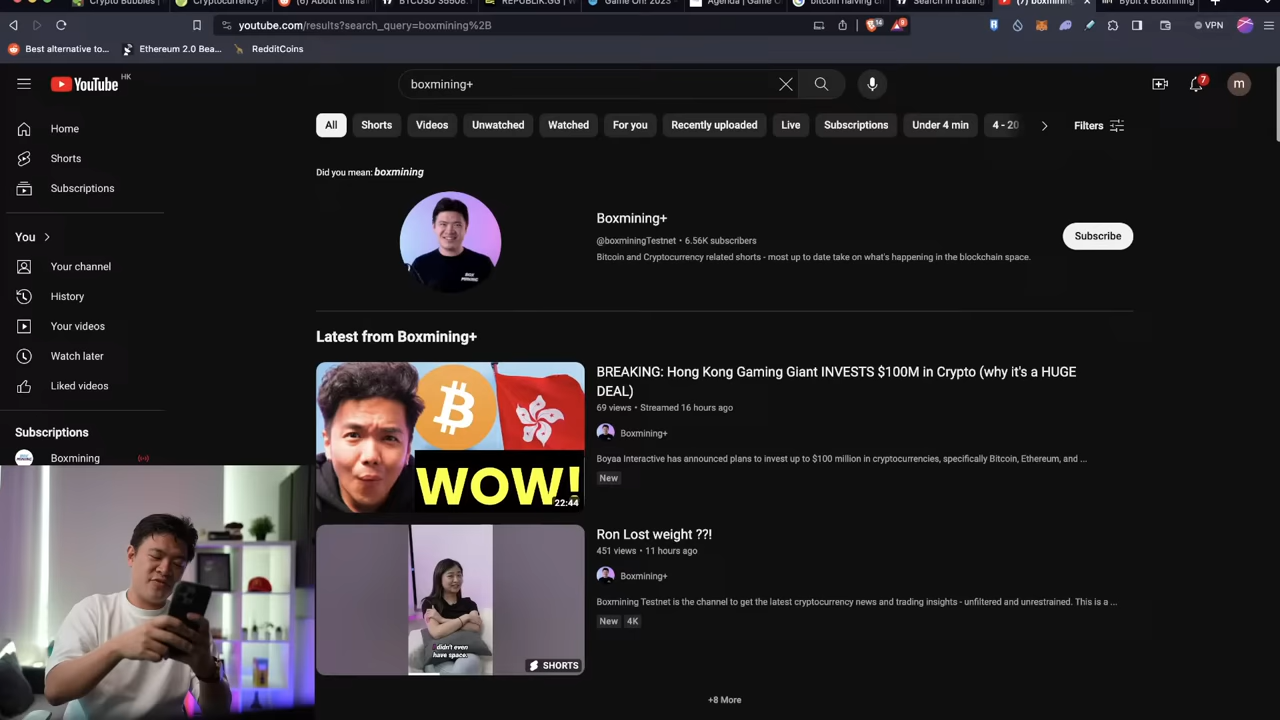 Crypto Bubbles |
Cryptocurrency
(6) About this
BTCUSD
REPUBLIK.GG |
Game On! 2023 –
Agenda | Game
bitcoin halving
Search in trading
(7) boxmining
Bybit x Boxmining
youtube.com/results?search_query=boxmining%2B
14
8
VPN
Best alternative to...
Ethereum 2.0 Bea...
RedditCoins
YouTube HK
boxmining+
7
m
Home
Shorts
Subscriptions
You
Your channel
History
Your videos
Watch later
Liked videos
Subscriptions
Boxmining
All
Shorts
Videos
Unwatched
Watched
For you
Recently uploaded
Live
Subscriptions
Under 4 min
4 - 20
Filters
Did you mean: boxmining
Boxmining+
@boxminingTestnet • 6.56K subscribers
Bitcoin and Cryptocurrency related shorts - most up to date take on what's happening in the blockchain space.
Subscribe
Latest from Boxmining+
WOW!
22:44
BREAKING: Hong Kong Gaming Giant INVESTS $100M in Crypto (why it's a HUGE
DEAL)
69 views • Streamed 16 hours ago
Boxmining+
Boyaa Interactive has announced plans to invest up to $100 million in cryptocurrencies, specifically Bitcoin, Ethereum, and ...
New
didn't even
have space.
SHORTS
Ron Lost weight ??!
451 views • 11 hours ago
Boxmining+
Boxmining Testnet is the channel to get the latest cryptocurrency news and trading insights - unfiltered and unrestrained. This is a ...
New
4K
+8 More